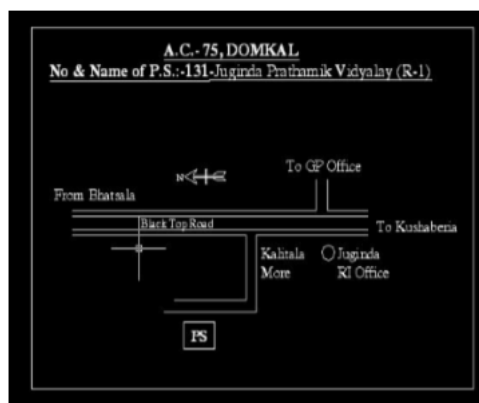 A.C.- 75, DOMKAL
No & Name of P.S.:-131-Juginda Prathamik Vidyalay (R-1)
To GP Office
N
From Bhatsala
To Kushaberia
Black Top Road
Kalitala
More
Juginda
RI Office
PS